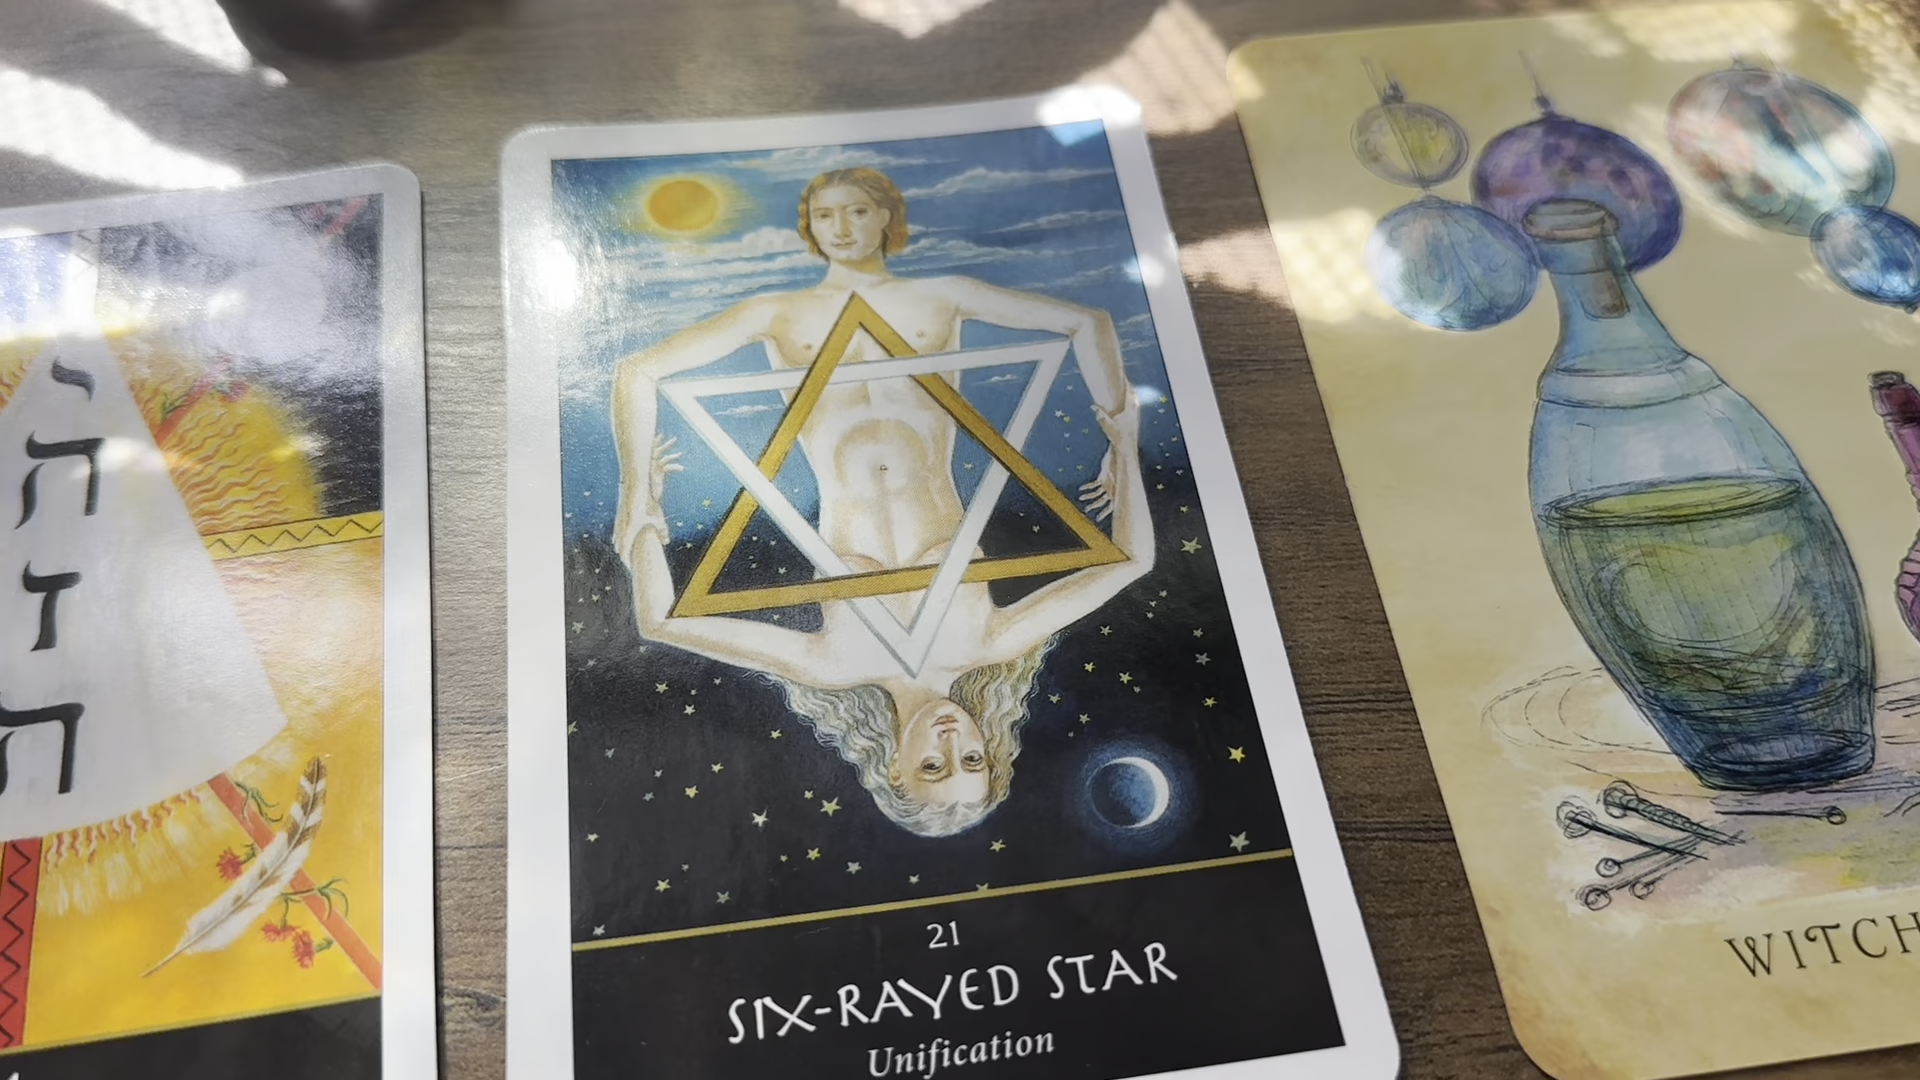 י
ה
ו
ה
21
SIX-RAYED STAR
Unification
WITCH